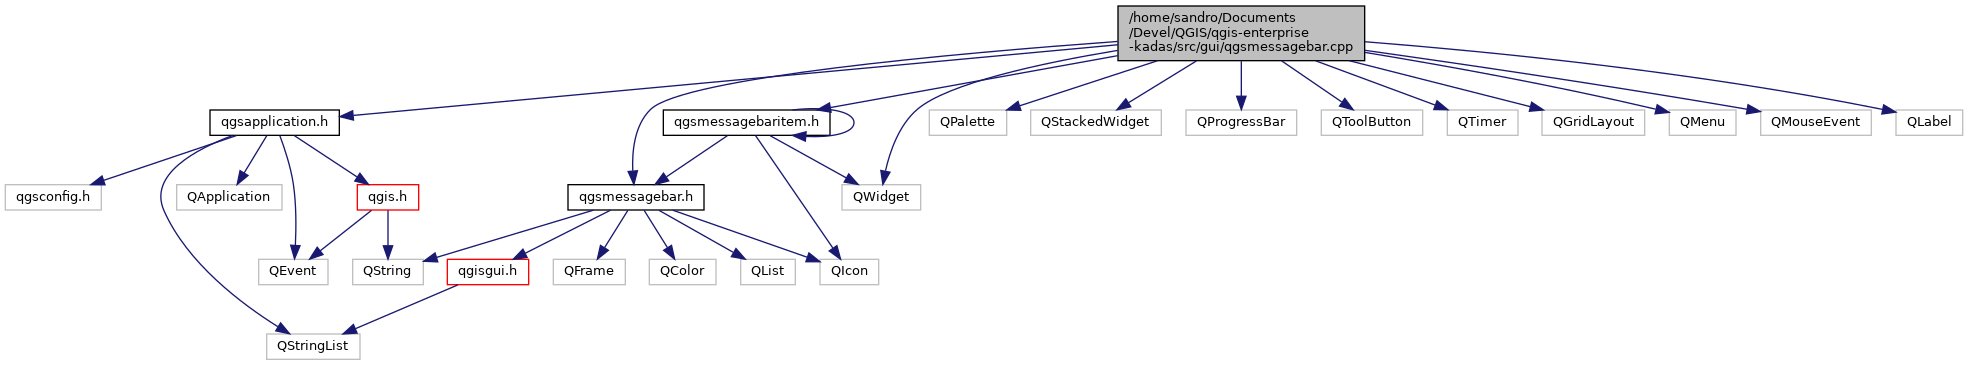 /home/sandro/Documents
/Devel/QGIS/qgis-enterprise
-kadas/src/gui/qgsmessagebar.cpp
qgsapplication.h
qgsmessagebaritem.h
QPalette
QStackedWidget
QProgressBar
QToolButton
QTimer
QGridLayout
QMenu
QMouseEvent
QLabel
qgsconfig.h
QApplication
qgis.h
qgsmessagebar.h
QWidget
QEvent
QString
qgisgui.h
QFrame
QColor
QList
QIcon
QStringList